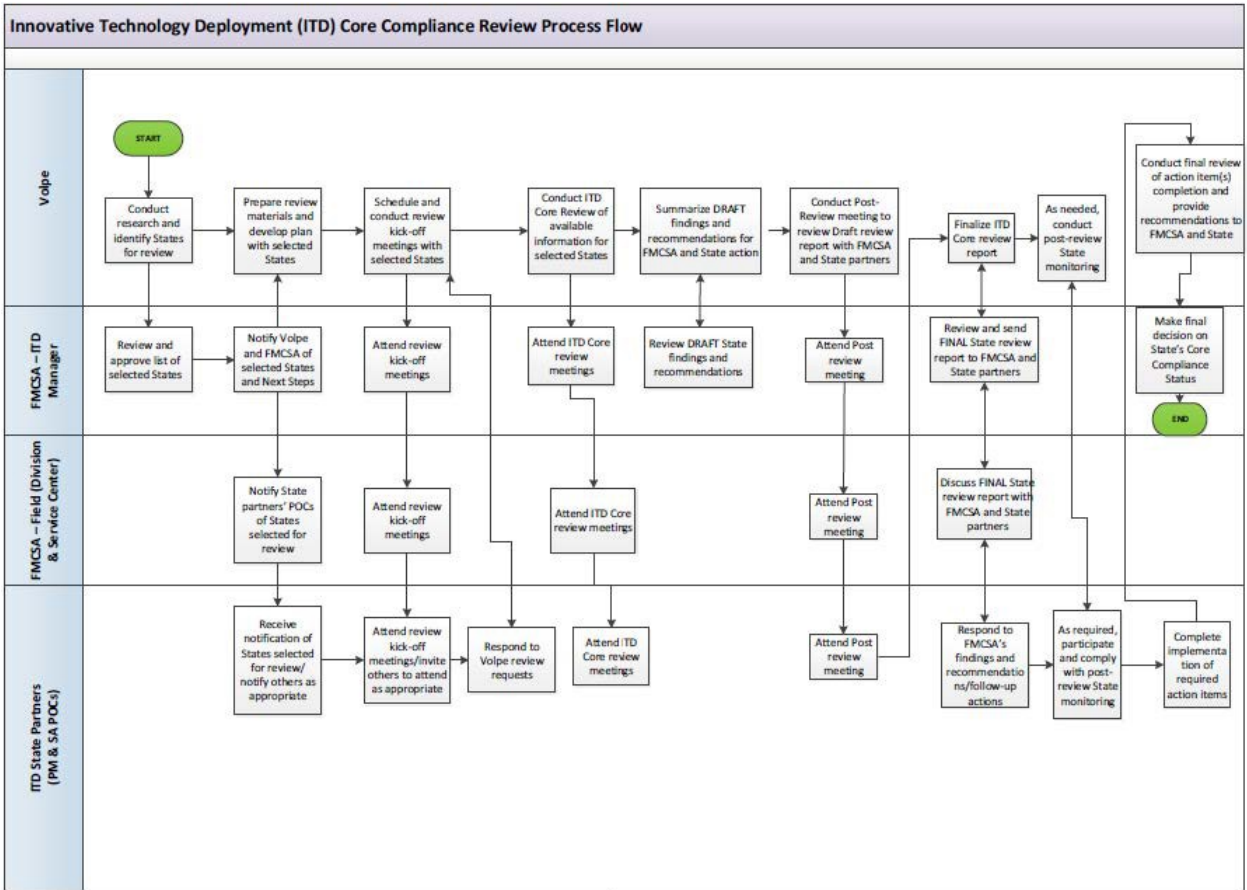 Innovative Technology Deployment (ITD) Core Compliance Review Process Flow
Volpe
START
Conduct
research and
identify States
for review
Prepare review
materials and
develop plan
with selected
States
Schedule and
conduct review
kick-off
meetings with
selected States
Conduct ITD
Core Review of
available
information for
selected States
Summarize DRAFT
findings and
recommendations for
FMCSA and State action
Conduct Post-
Review meeting to
review Draft review
report with FMCSA
and State partners
Finalize ITD
Core review
report
As needed,
conduct
post-review
State
monitoring
Conduct final review
of action item(s)
completion and
provide
recommendations to
FMCSA and State
FMCSA – ITD
Manager
Review and
approve list of
selected States
Notify Volpe
and FMCSA of
selected States
and Next Steps
Attend review
kick-off
meetings
Attend ITD Core
review
meetings
Review DRAFT State
findings and
recommendations
Attend Post
review
meeting
Review and send
FINAL State review
report to FMCSA and
State partners
Make final
decision on
State's Core
Compliance
Status
END
FMCSA – Field (Division
& Service Center)
Notify State
partners' POCs
of States
selected for
review
Attend review
kick-off
meetings
Attend ITD Core
review meetings
Attend Post
review
meeting
Discuss FINAL State
review report with
FMCSA and State
partners
ITD State Partners
(PM & SA POCs)
Receive
notification of
States selected
for review/
notify others as
appropriate
Attend review
kick-off
meetings/invite
others to attend
as appropriate
Respond to
Volpe review
requests
Attend ITD
Core review
meetings
Attend Post
review
meeting
Respond to
FMCSA's
findings and
recommendatio
ns/follow-up
actions
As required,
participate
and comply
with post-
review State
monitoring
Complete
implementa
tion of
required
action items